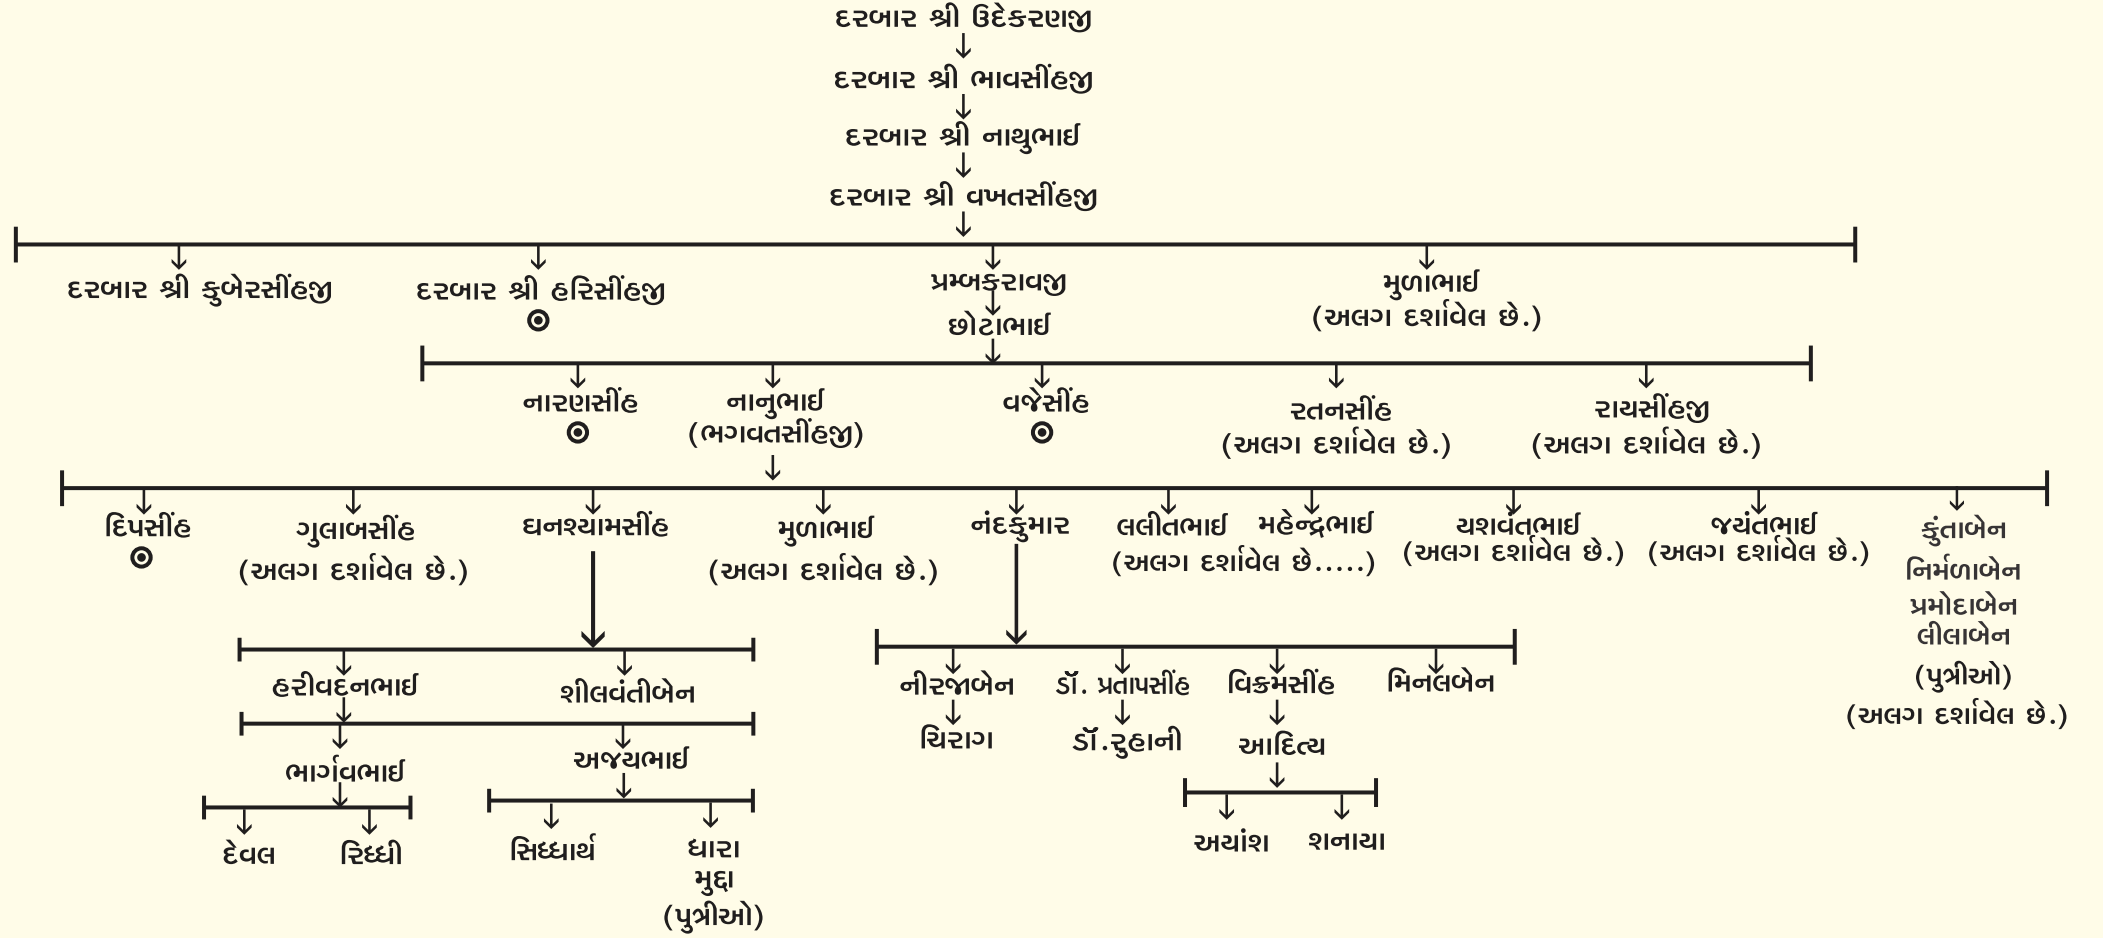 દરબાર શ્રી ઉદેકરણજી
દરબાર શ્રી ભાવસીંહજી
દરબાર શ્રી નાથુભાઈ
દરબાર શ્રી વખતસીંહજી
દરબાર શ્રી કુબેરસીંહજી દરબાર શ્રી હરિસીંહજી પ્રમ્બકરાવજી મુળાભાઈ
(અલગ દર્શાવેલ છે.)
છોટાભાઈ
નારણસીંહ નાનુભાઈ વજેસીંહ રતનસીંહ રાયસીંહજી
(ભગવતસીંહજી) (અલગ દર્શાવેલ છે.) (અલગ દર્શાવેલ છે.)
દિપસીંહ ગુલાબસીંહ ઘનશ્યામસીંહ મુળાભાઈ નંદકુમાર લલીતભાઈ મહેન્દ્રભાઈ યશવંતભાઈ જયંતભાઈ કુંતાબેન
(અલગ દર્શાવેલ છે.) (અલગ દર્શાવેલ છે.) (અલગ દર્શાવેલ છે.....) (અલગ દર્શાવેલ છે.) (અલગ દર્શાવેલ છે.) નિર્મળાબેન
પ્રમોદાબેન
લીલાબેન
(પુત્રીઓ)
(અલગ દર્શાવેલ છે.)
હરીવદનભાઈ શીલવંતીબેન નીરજાબેન ડૉ. પ્રતાપસીંહ વિક્રમસીંહ મિનલબેન
ચિરાગ ડૉ.રુહાની આદિત્ય
ભાર્ગવભાઈ અજયભાઈ
દેવલ રિધ્ધી સિધ્ધાર્થ ધારા અયાંશ શનાયા
મુદ્દા
(પુત્રીઓ)